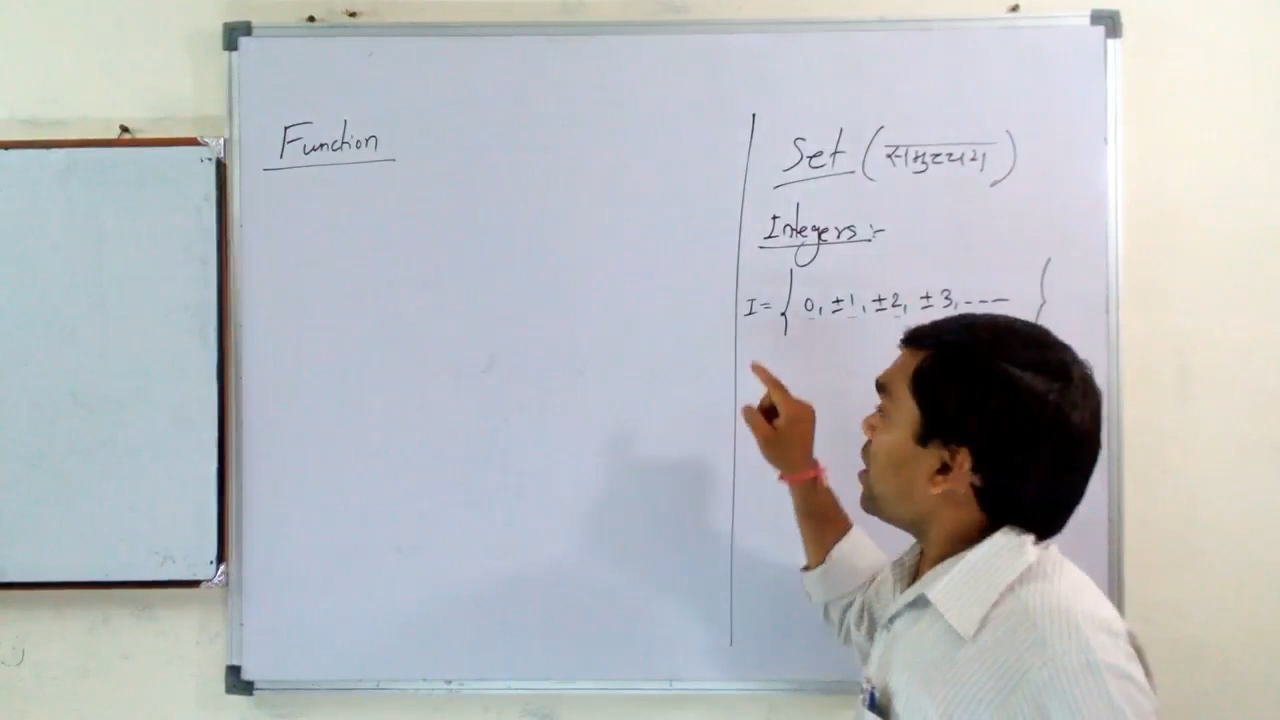 Function
Set (समुच्चय)
Integers :-
I = { 0, ±1, ±2, ±3, ---- }